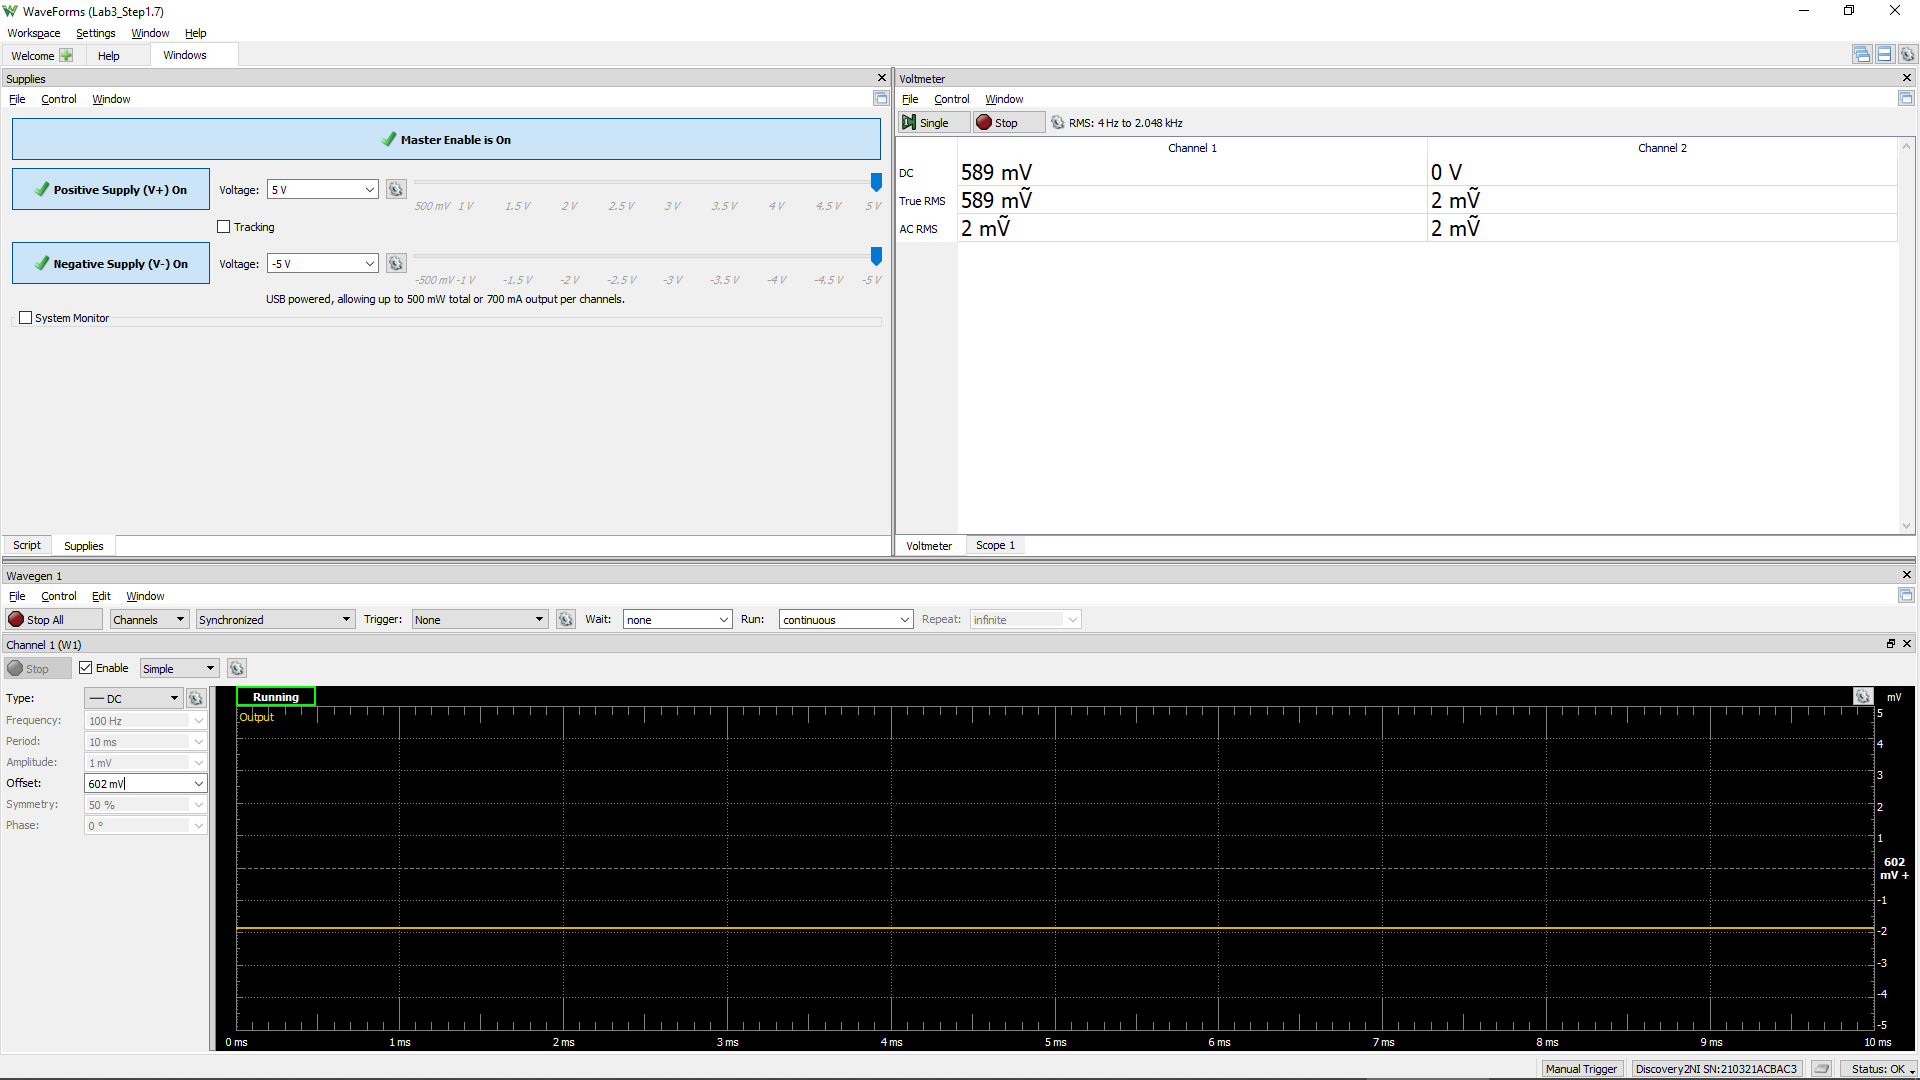 WaveForms (Lab3_Step1.7)
Workspace Settings Window Help
Welcome Help Windows
Supplies
File Control Window
Master Enable is On
Positive Supply (V+) On Voltage: 5 V
500 mV 1 V 1.5 V 2 V 2.5 V 3 V 3.5 V 4 V 4.5 V 5 V
Tracking
Negative Supply (V-) On Voltage: -5 V
-500 mV -1 V -1.5 V -2 V -2.5 V -3 V -3.5 V -4 V -4.5 V -5 V
USB powered, allowing up to 500 mW total or 700 mA output per channels.
System Monitor
Script Supplies
Voltmeter
File Control Window
Single Stop RMS: 4 Hz to 2.048 kHz
Channel 1 Channel 2
DC 589 mV 0 V
True RMS 589 mṼ 2 mṼ
AC RMS 2 mṼ 2 mṼ
Voltmeter Scope 1
Wavegen 1
File Control Edit Window
Stop All Channels Synchronized Trigger: None Wait: none Run: continuous Repeat: infinite
Channel 1 (W1)
Stop Enable Simple
Type: DC
Frequency: 100 Hz
Period: 10 ms
Amplitude: 1 mV
Offset: 602 mV
Symmetry: 50 %
Phase: 0 °
Running
Output
mV
5
4
3
2
1
602
mV +
-1
-2
-3
-4
-5
0 ms 1 ms 2 ms 3 ms 4 ms 5 ms 6 ms 7 ms 8 ms 9 ms 10 ms
Manual Trigger Discovery2NI SN:210321ACBAC3 Status: OK